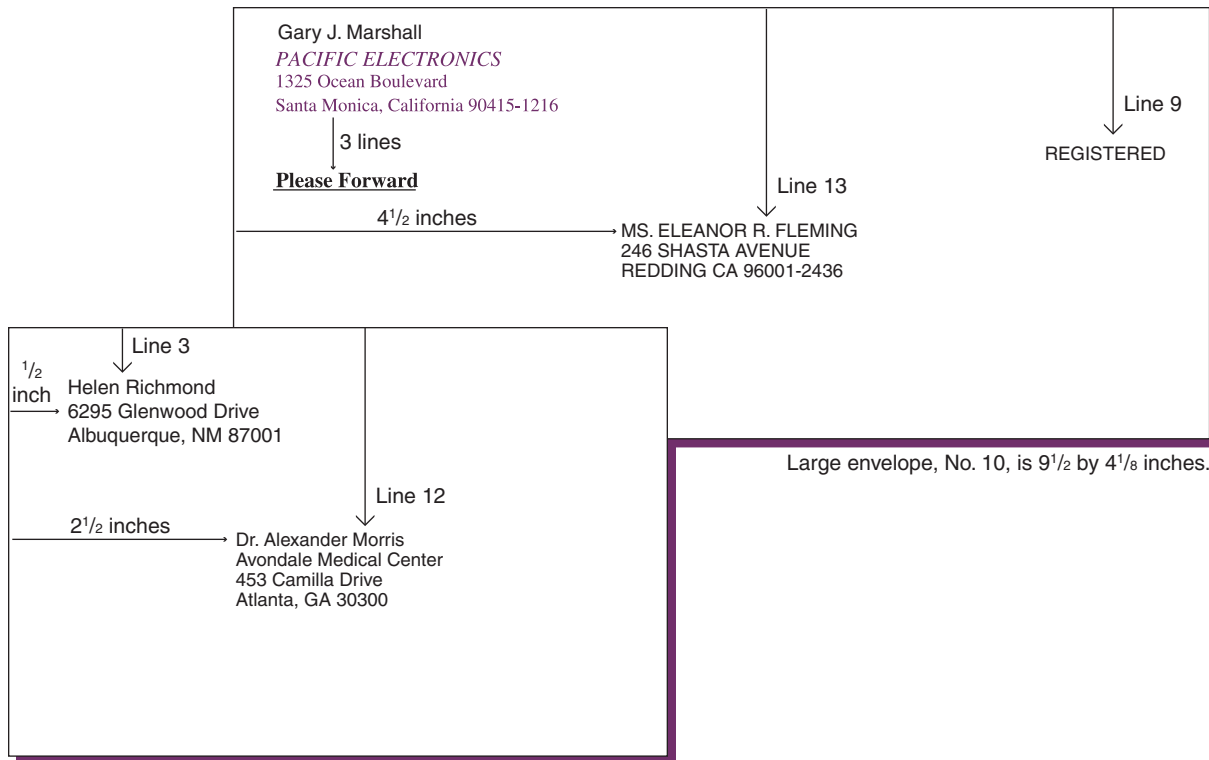 Gary J. Marshall
PACIFIC ELECTRONICS
1325 Ocean Boulevard
Santa Monica, California 90415-1216
3 lines
Please Forward
Line 9
REGISTERED
Line 13
4 1/2 inches
MS. ELEANOR R. FLEMING
246 SHASTA AVENUE
REDDING CA 96001-2436
Line 3
1/2
inch
Helen Richmond
6295 Glenwood Drive
Albuquerque, NM 87001
Large envelope, No. 10, is 9 1/2 by 4 1/8 inches.
Line 12
2 1/2 inches
Dr. Alexander Morris
Avondale Medical Center
453 Camilla Drive
Atlanta, GA 30300